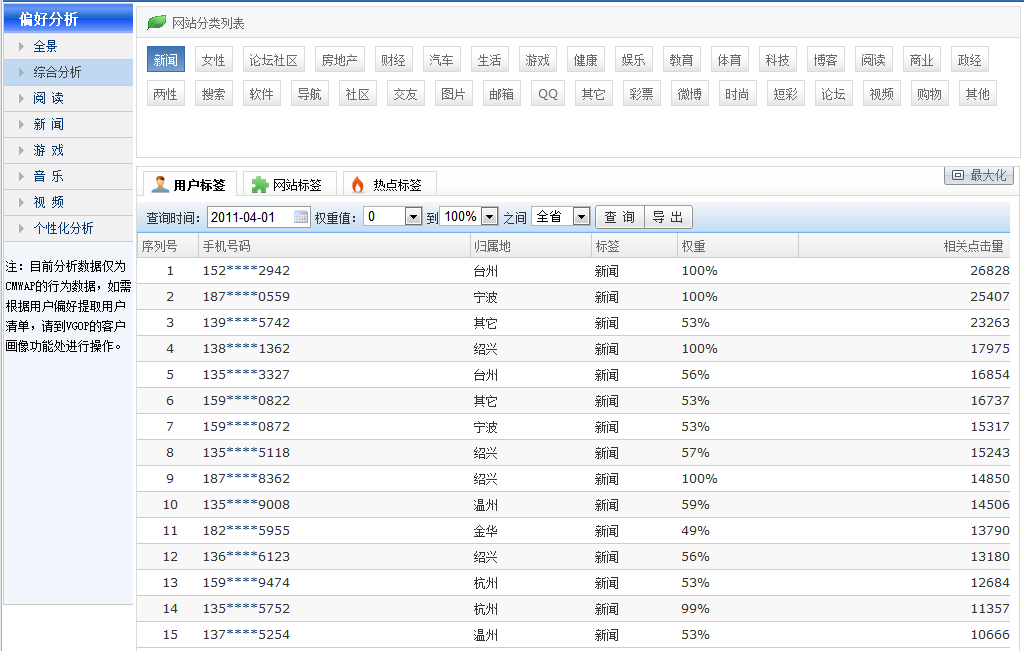 偏好分析
全景
综合分析
阅 读
新 闻
游 戏
音 乐
视 频
个性化分析
注: 目前分析数据仅为
CMWAP的行为数据, 如需
根据用户偏好提取用户
清单, 请到VGOP的客户
画像功能处进行操作。
网站分类列表
新闻 女性 论坛社区 房地产 财经 汽车 生活 游戏 健康 娱乐 教育 体育 科技 博客 阅读 商业 政经
两性 搜索 软件 导航 社区 交友 图片 邮箱 QQ 其它 彩票 微博 时尚 短彩 论坛 视频 购物 其他
用户标签 网站标签 热点标签 最大化
查询时间: 2011-04-01 权重值: 0 到 100% 之间 全省 查 询 导 出
序列号 手机号码 归属地 标签 权重 相关点击量
1 152****2942 台州 新闻 100% 26828
2 187****0559 宁波 新闻 100% 25407
3 139****5742 其它 新闻 53% 23263
4 138****1362 绍兴 新闻 100% 17975
5 135****3327 台州 新闻 56% 16854
6 159****0822 其它 新闻 53% 16737
7 159****0872 宁波 新闻 53% 15317
8 135****5118 绍兴 新闻 57% 15243
9 187****8362 绍兴 新闻 100% 14850
10 135****9008 温州 新闻 59% 14506
11 182****5955 金华 新闻 49% 13790
12 136****6123 绍兴 新闻 56% 13180
13 159****9474 杭州 新闻 53% 12684
14 135****5752 杭州 新闻 99% 11357
15 137****5254 温州 新闻 53% 10666